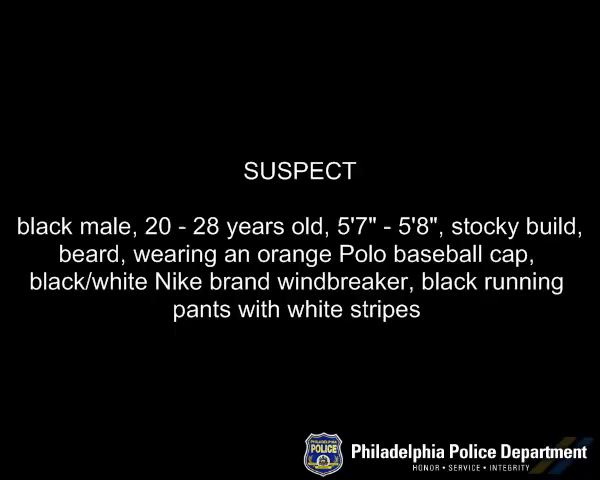 SUSPECT
black male, 20 - 28 years old, 5'7" - 5'8", stocky build,
beard, wearing an orange Polo baseball cap,
black/white Nike brand windbreaker, black running
pants with white stripes
PHILADELPHIA
POLICE
Philadelphia Police Department
HONOR • SERVICE • INTEGRITY